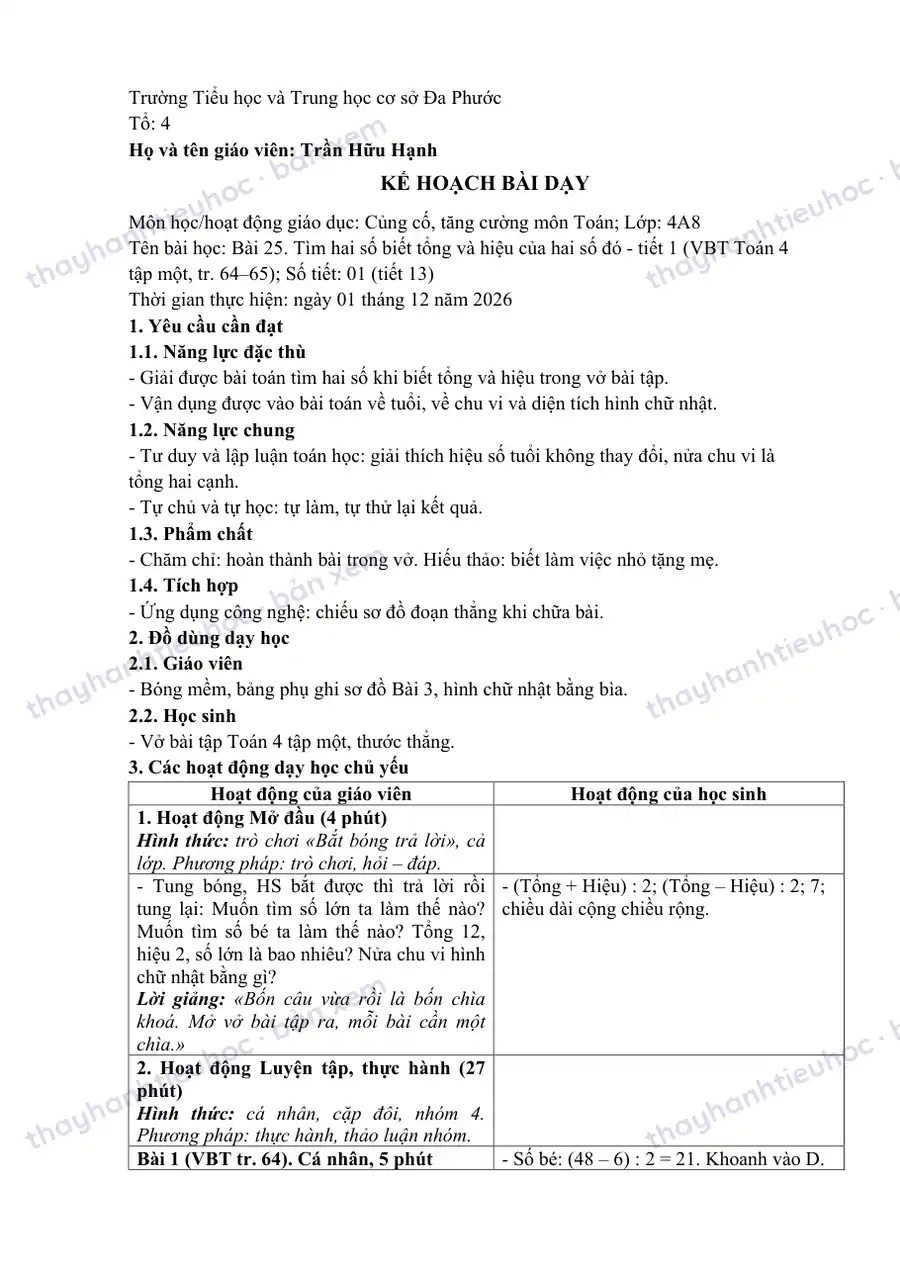 Trường Tiểu học và Trung học cơ sở Đa Phước
Tổ: 4
Họ và tên giáo viên: Trần Hữu Hạnh
KẾ HOẠCH BÀI DẠY
Môn học/hoạt động giáo dục: Củng cố, tăng cường môn Toán; Lớp: 4A8
Tên bài học: Bài 25. Tìm hai số biết tổng và hiệu của hai số đó - tiết 1 (VBT Toán 4
tập một, tr. 64–65); Số tiết: 01 (tiết 13)
Thời gian thực hiện: ngày 01 tháng 12 năm 2026
1. Yêu cầu cần đạt
1.1. Năng lực đặc thù
- Giải được bài toán tìm hai số khi biết tổng và hiệu trong vở bài tập.
- Vận dụng được vào bài toán về tuổi, về chu vi và diện tích hình chữ nhật.
1.2. Năng lực chung
- Tư duy và lập luận toán học: giải thích hiệu số tuổi không thay đổi, nửa chu vi là
tổng hai cạnh.
- Tự chủ và tự học: tự làm, tự thử lại kết quả.
1.3. Phẩm chất
- Chăm chỉ: hoàn thành bài trong vở. Hiếu thảo: biết làm việc nhỏ tặng mẹ.
1.4. Tích hợp
- Ứng dụng công nghệ: chiếu sơ đồ đoạn thẳng khi chữa bài.
2. Đồ dùng dạy học
2.1. Giáo viên
- Bóng mềm, bảng phụ ghi sơ đồ Bài 3, hình chữ nhật bằng bìa.
2.2. Học sinh
- Vở bài tập Toán 4 tập một, thước thẳng.
3. Các hoạt động dạy học chủ yếu
Hoạt động của giáo viên
Hoạt động của học sinh
1. Hoạt động Mở đầu (4 phút)
Hình thức: trò chơi «Bắt bóng trả lời», cả
lớp. Phương pháp: trò chơi, hỏi – đáp.
- Tung bóng, HS bắt được thì trả lời rồi
tung lại: Muốn tìm số lớn ta làm thế nào?
Muốn tìm số bé ta làm thế nào? Tổng 12,
hiệu 2, số lớn là bao nhiêu? Nửa chu vi hình
chữ nhật bằng gì?
Lời giảng: «Bốn câu vừa rồi là bốn chìa
khoá. Mở vở bài tập ra, mỗi bài cần một
chìa.»
- (Tổng + Hiệu) : 2; (Tổng – Hiệu) : 2; 7;
chiều dài cộng chiều rộng.
2. Hoạt động Luyện tập, thực hành (27
phút)
Hình thức: cá nhân, cặp đôi, nhóm 4.
Phương pháp: thực hành, thảo luận nhóm.
Bài 1 (VBT tr. 64). Cá nhân, 5 phút
- Số bé: (48 – 6) : 2 = 21. Khoanh vào D.
thayhanhtieuhoc · bản xem
thayhanhtieuhoc · b
thayhanhtieuhoc · bản xem
thayhanhtieuhoc · b
thayhanhtieuhoc · bản xem
thayhanhtieuhoc · b